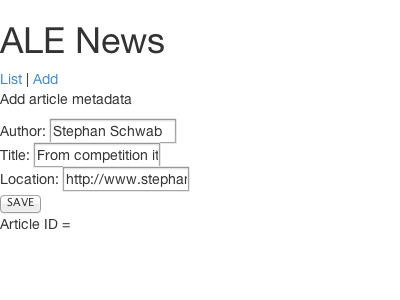 ALE News
List | Add
Add article metadata
Author: Stephan Schwab
Title: From competition it
Location: http://www.stephan
SAVE
Article ID =